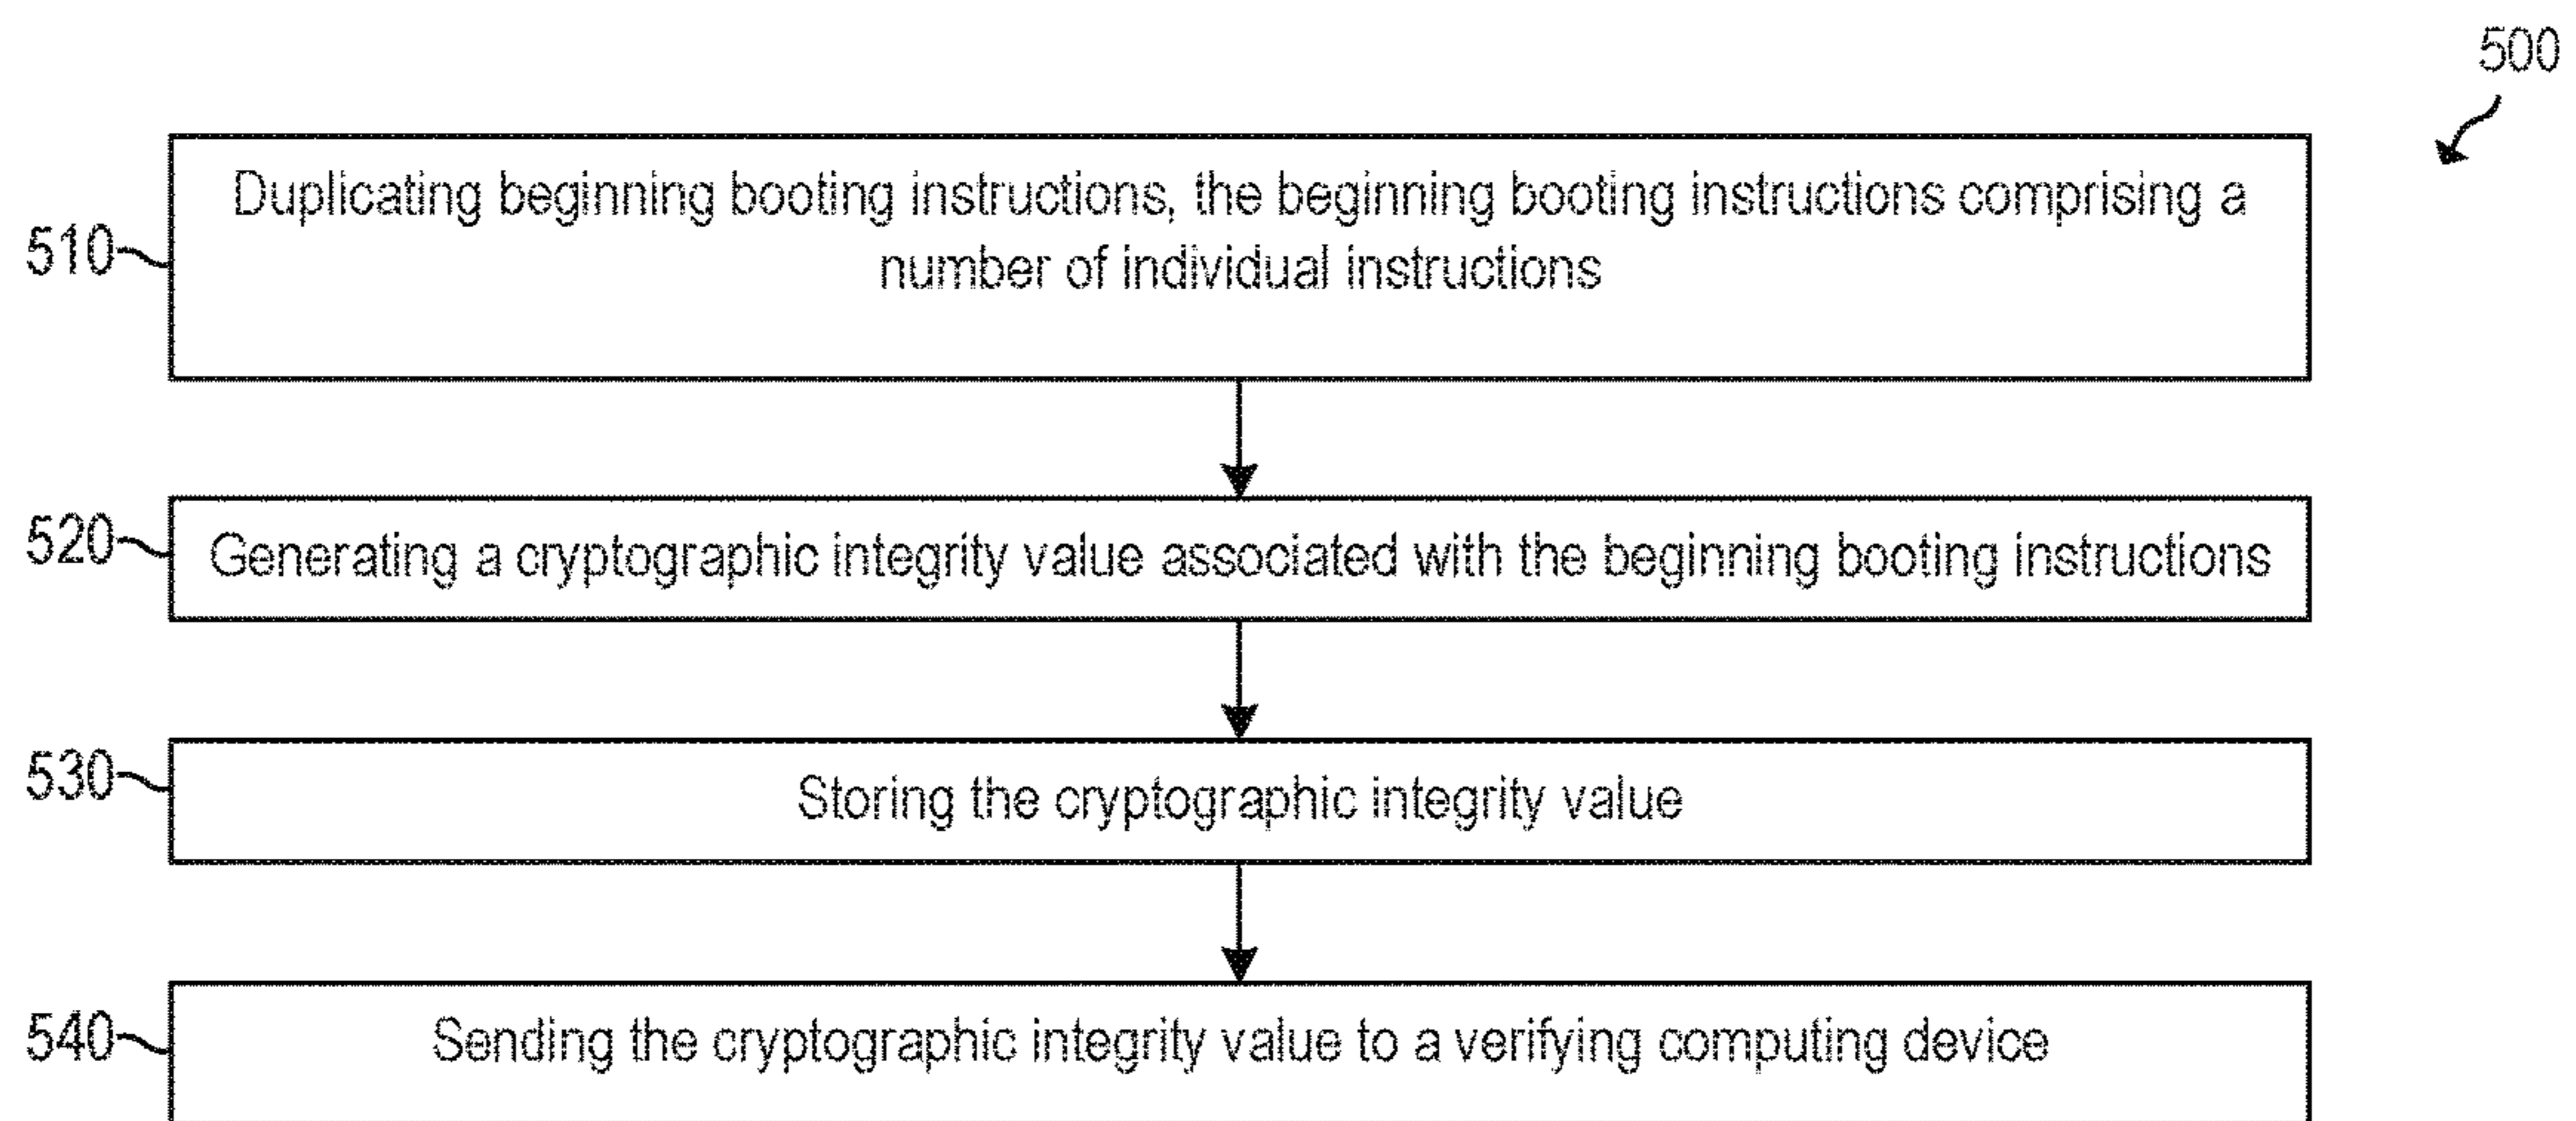 500
Duplicating beginning booting instructions, the beginning booting instructions comprising a
510
number of individual instructions
520
Generating a cryptographic integrity value associated with the beginning booting instructions
530
Storing the cryptographic integrity value
540
Sending the cryptographic integrity value to a verifying computing device